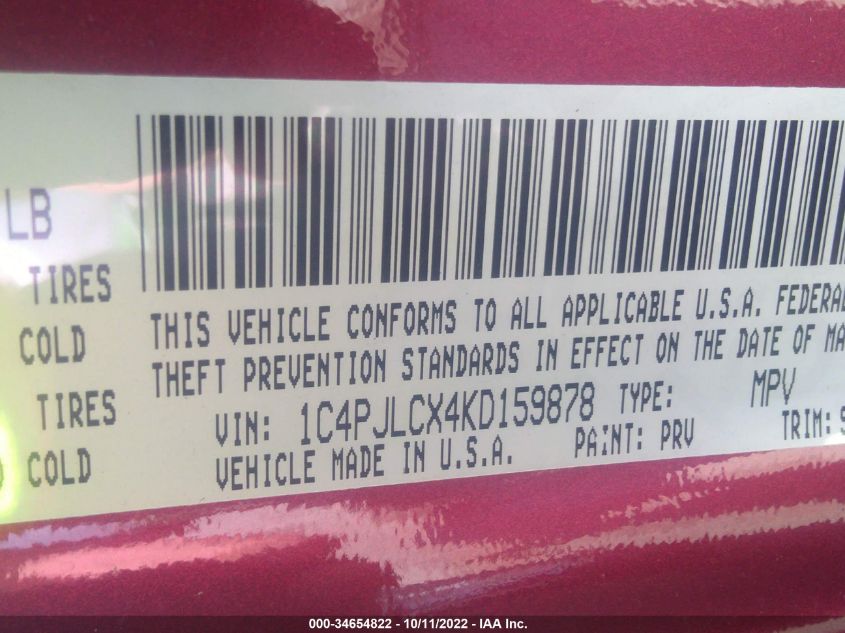 LB
TIRES
COLD
TIRES
COLD
THIS VEHICLE CONFORMS TO ALL APPLICABLE U.S.A. FEDERAL
THEFT PREVENTION STANDARDS IN EFFECT ON THE DATE OF MA
VIN: 1C4PJLCX4KD159878 TYPE: MPV
VEHICLE MADE IN U.S.A. PAINT: PRV TRIM: S
000-34654822 - 10/11/2022 - IAA Inc.